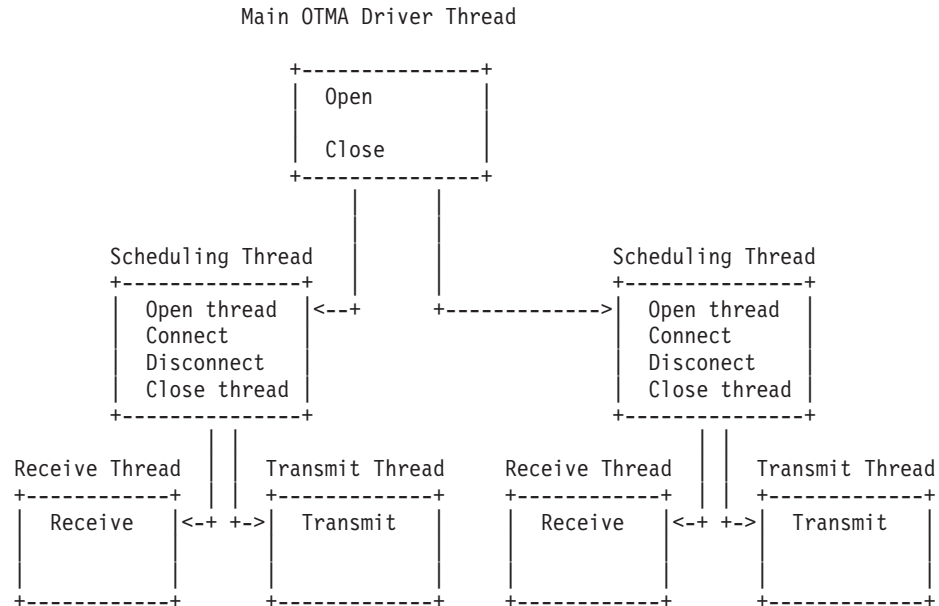 Main OTMA Driver Thread
Open
Close
Scheduling Thread
Open thread
Connect
Disconnect
Close thread
Scheduling Thread
Open thread
Connect
Disconect
Close thread
Receive Thread
Receive
Transmit Thread
Transmit
Receive Thread
Receive
Transmit Thread
Transmit